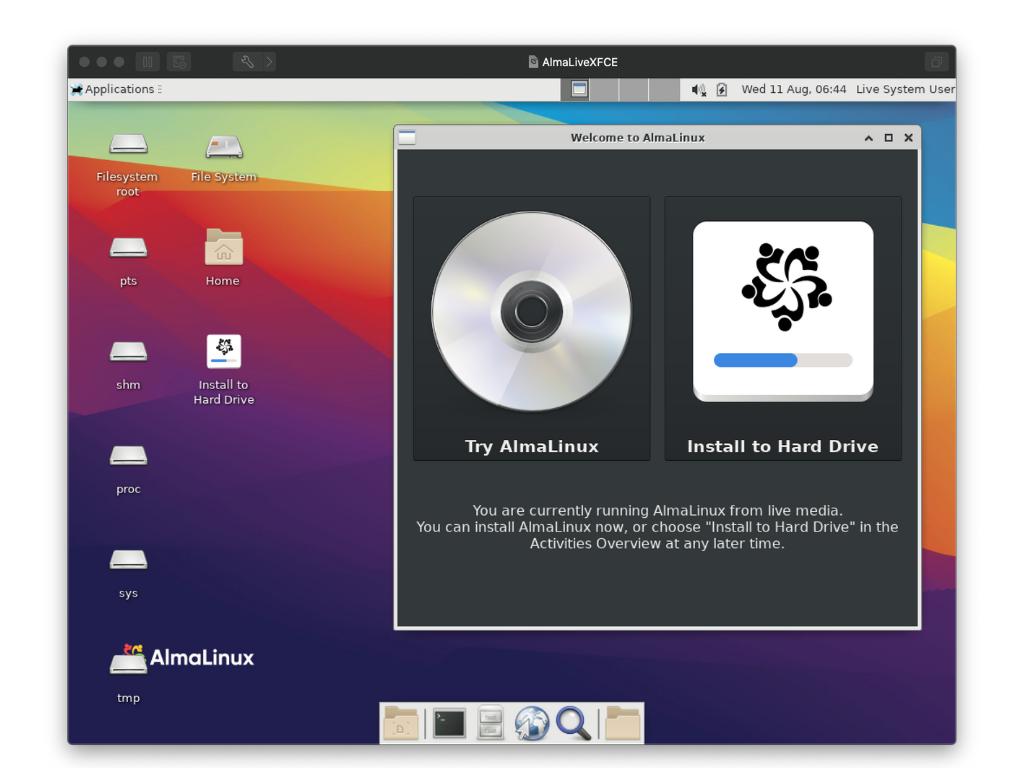 AlmaLiveXFCE
Applications
Wed 11 Aug, 06:44 Live System User
Filesystem
root
File System
pts
Home
shm
Install to
Hard Drive
proc
sys
AlmaLinux
tmp
Welcome to AlmaLinux
Try AlmaLinux
Install to Hard Drive
You are currently running AlmaLinux from live media.
You can install AlmaLinux now, or choose "Install to Hard Drive" in the
Activities Overview at any later time.